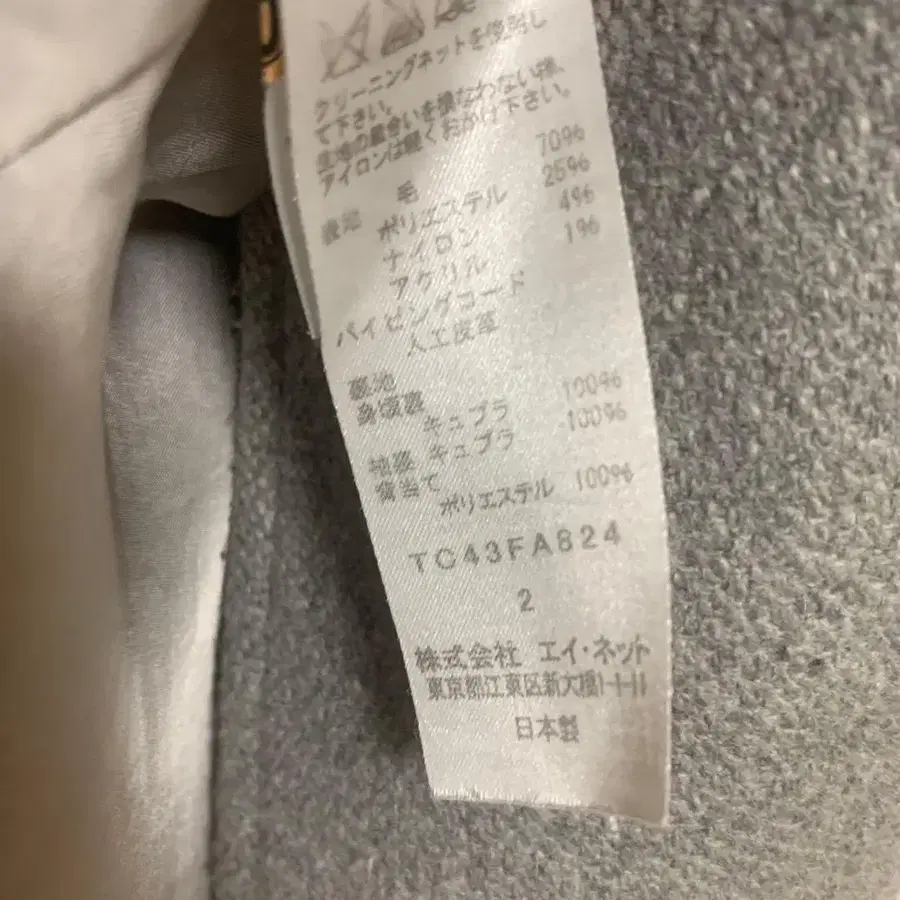 クリーニングネットを使用し
て下さい。
生地の風合いを損なわない様、
アイロンは軽くおかけ下さい。
表地 毛 70%
ポリエステル 25%
ナイロン 4%
アクリル 1%
パイピングコード
人工皮革
裏地
身頃裏
キュプラ 100%
袖裏 キュプラ 100%
背当て
ポリエステル 100%
TC43FA824
2
株式会社 エイ・ネット
東京都江東区新大橋1-1-11
日本製